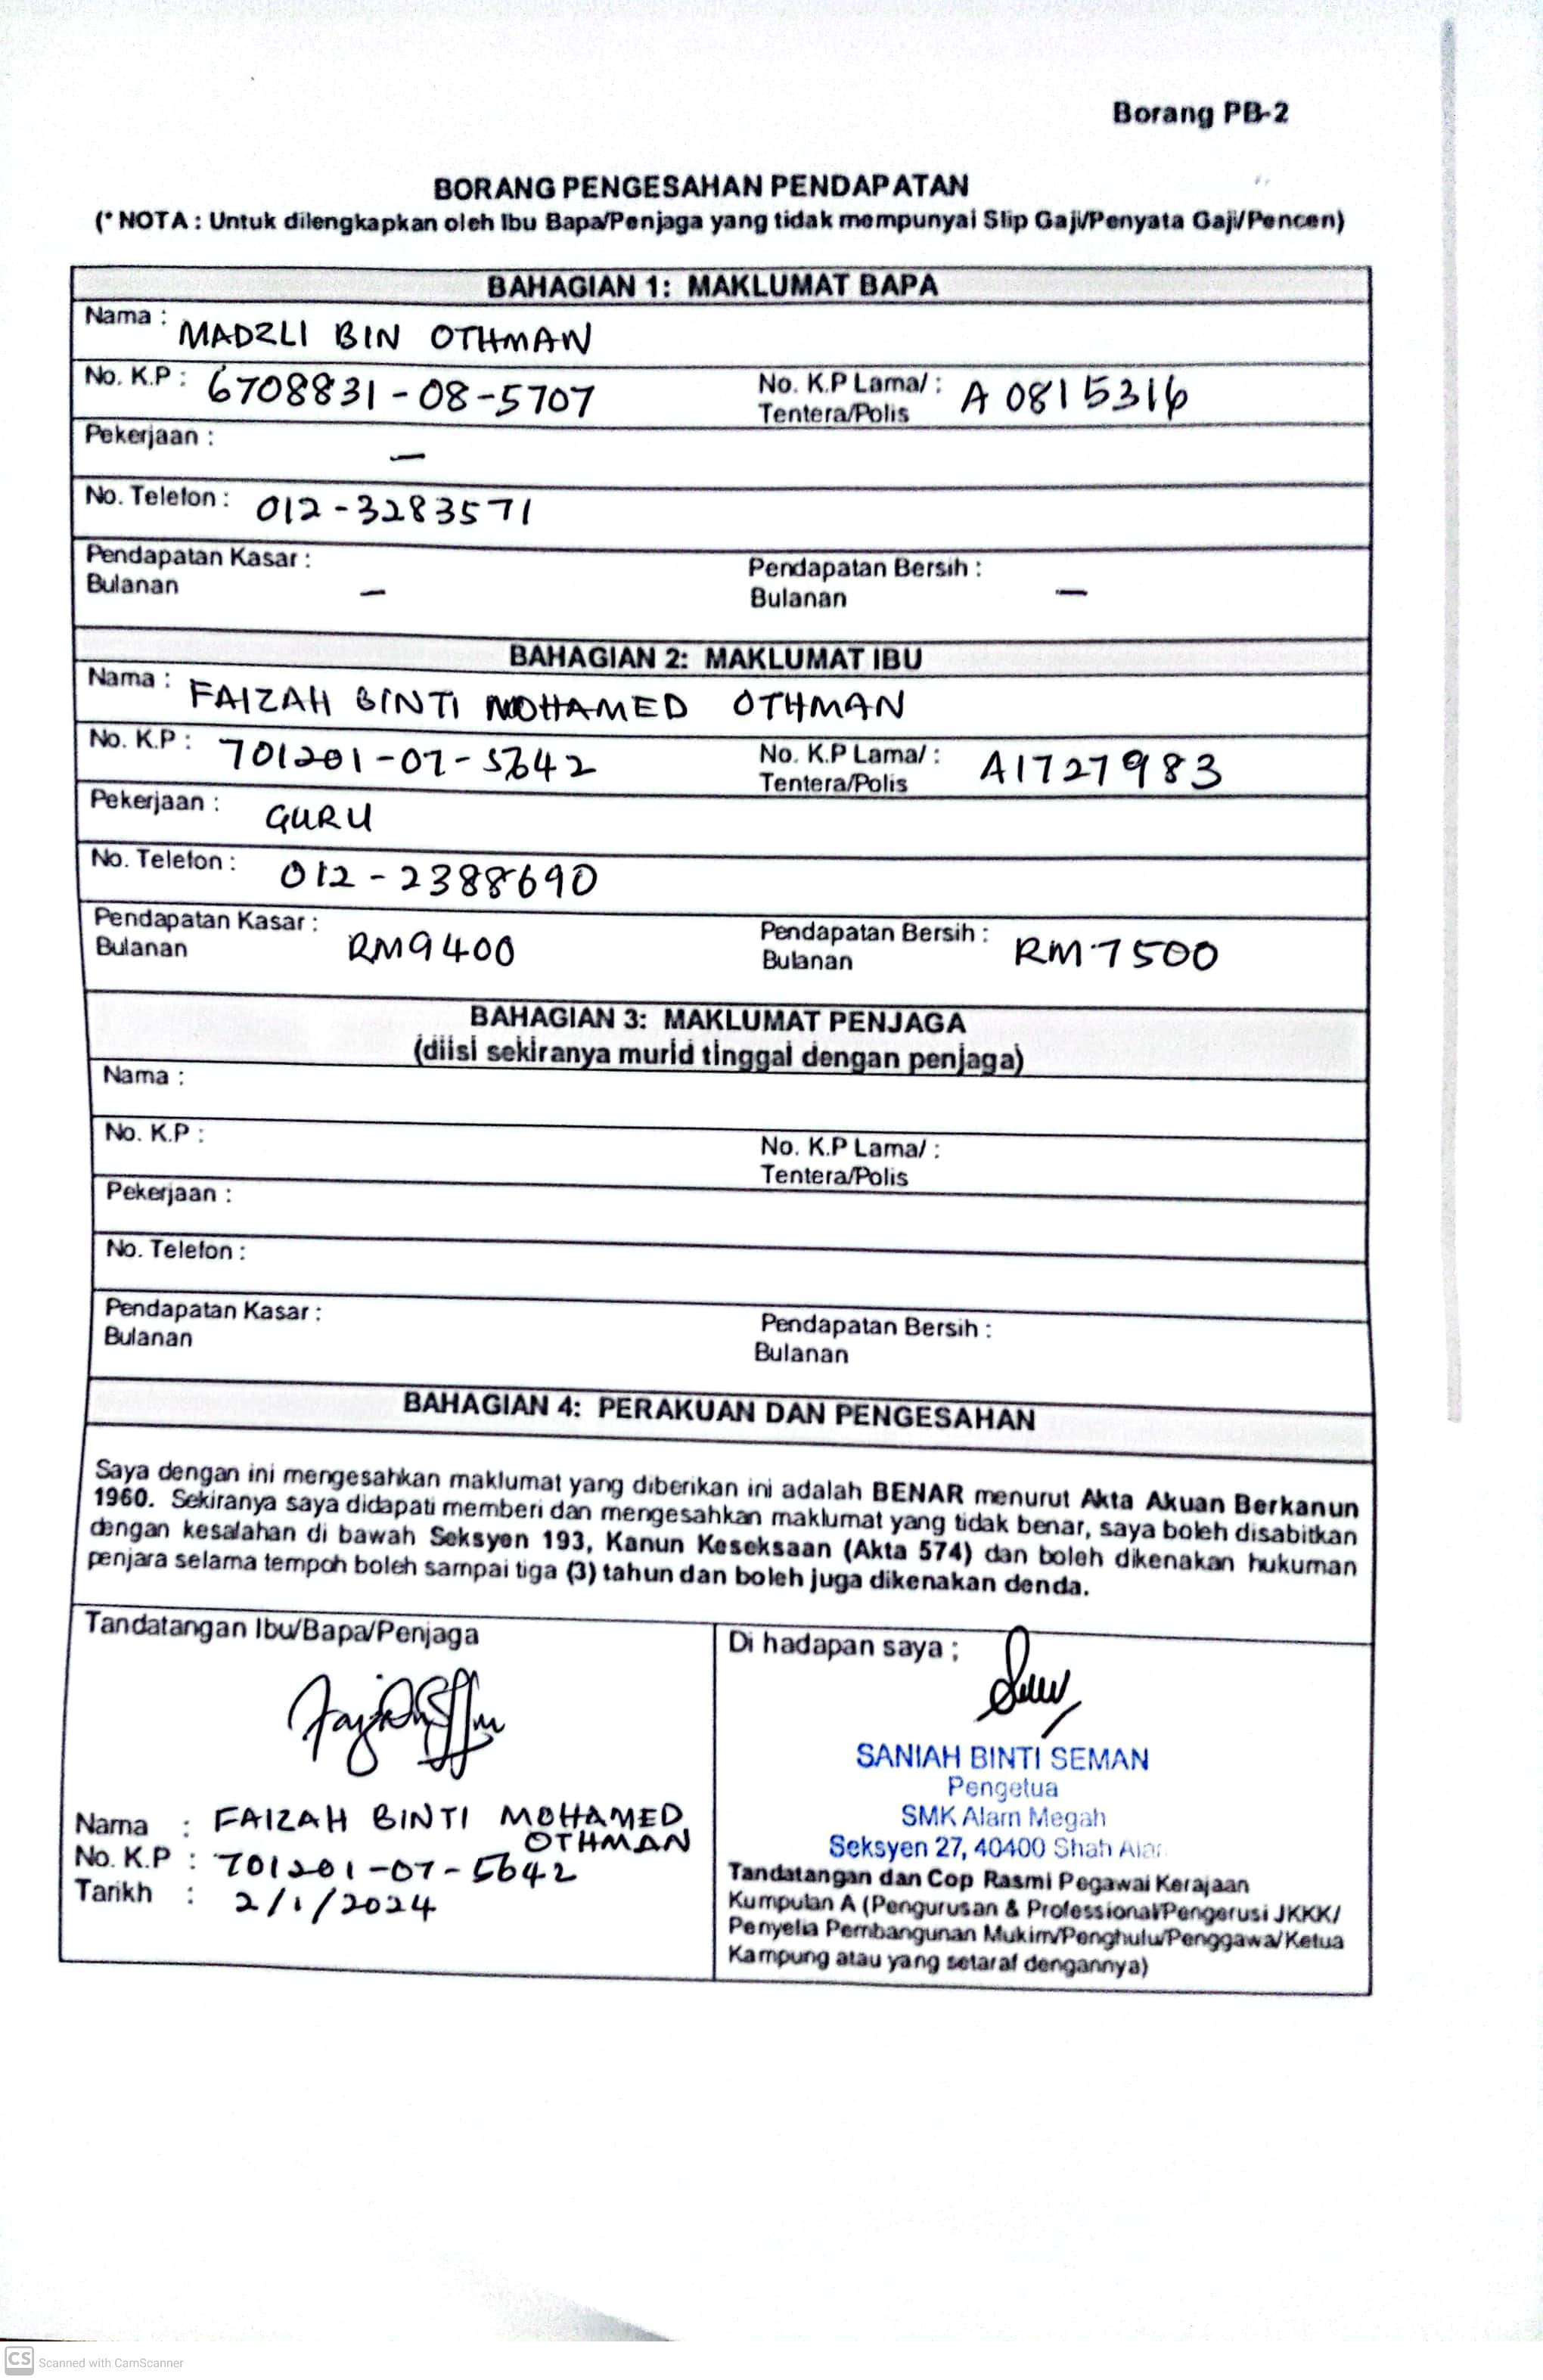 Borang PB-2
BORANG PENGESAHAN PENDAPATAN
(* NOTA : Untuk dilengkapkan oleh Ibu Bapa/Penjaga yang tidak mempunyai Slip Gaji/Penyata Gaji/Pencen)
BAHAGIAN 1: MAKLUMAT BAPA
Nama : MADZLI BIN OTHMAN
No. K.P : 6708831-08-5707 No. K.P Lama/ : A 0815316
Tentera/Polis
Pekerjaan : -
No. Telefon : 012-3283571
Pendapatan Kasar : Pendapatan Bersih :
Bulanan - Bulanan -
BAHAGIAN 2: MAKLUMAT IBU
Nama : FAIZAH BINTI MOHAMED OTHMAN
No. K.P : 701201-07-5642 No. K.P Lama/ : A1727983
Tentera/Polis
Pekerjaan : GURU
No. Telefon : 012-2388690
Pendapatan Kasar : RM9400 Pendapatan Bersih : RM7500
Bulanan Bulanan
BAHAGIAN 3: MAKLUMAT PENJAGA
(diisi sekiranya murid tinggal dengan penjaga)
Nama :
No. K.P : No. K.P Lama/ :
Tentera/Polis
Pekerjaan :
No. Telefon :
Pendapatan Kasar : Pendapatan Bersih :
Bulanan Bulanan
BAHAGIAN 4: PERAKUAN DAN PENGESAHAN
Saya dengan ini mengesahkan maklumat yang diberikan ini adalah BENAR menurut Akta Akuan Berkanun
1960. Sekiranya saya didapati memberi dan mengesahkan maklumat yang tidak benar, saya boleh disabitkan
dengan kesalahan di bawah Seksyen 193, Kanun Keseksaan (Akta 574) dan boleh dikenakan hukuman
penjara selama tempoh boleh sampai tiga (3) tahun dan boleh juga dikenakan denda.
Tandatangan Ibu/Bapa/Penjaga
Nama : FAIZAH BINTI MOHAMED
OTHMAN
No. K.P : 701201-07-5642
Tarikh : 2/1/2024
Di hadapan saya ;
SANIAH BINTI SEMAN
Pengetua
SMK Alam Megah
Seksyen 27, 40400 Shah Alam
Tandatangan dan Cop Rasmi Pegawai Kerajaan
Kumpulan A (Pengurusan & Professional/Pengerusi JKKK/
Penyelia Pembangunan Mukim/Penghulu/Penggawa/Ketua
Kampung atau yang setaraf dengannya)
CS Scanned with CamScanner